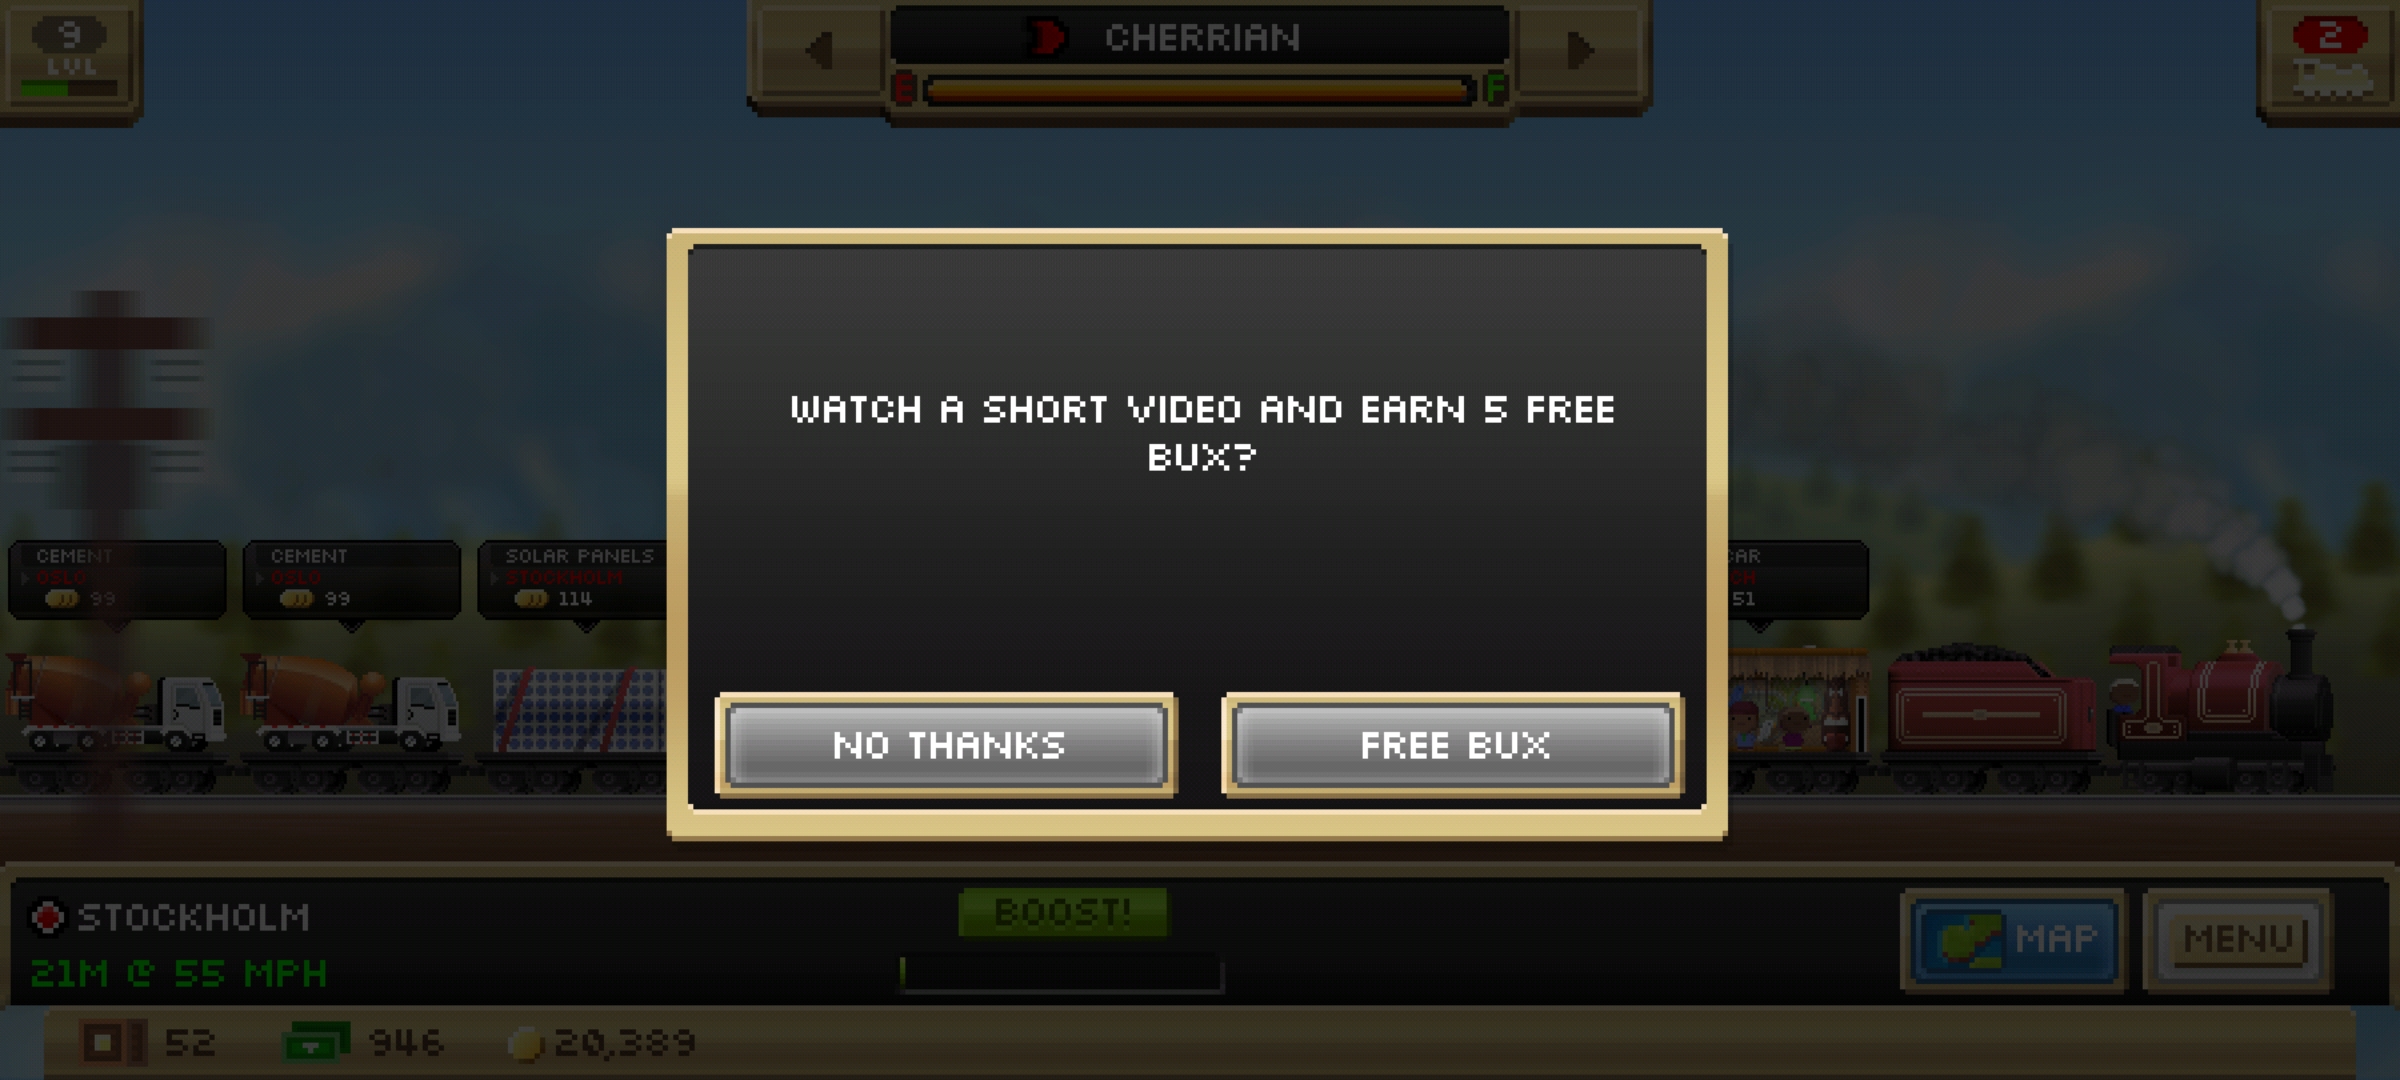 9
LVL
CHERRIAN
E F
2
WATCH A SHORT VIDEO AND EARN 5 FREE
BUX?
CEMENT
OSLO
99
CEMENT
OSLO
99
SOLAR PANELS
STOCKHOLM
114
CAR
CH
51
NO THANKS
FREE BUX
STOCKHOLM
21M @ 55 MPH
BOOST!
MAP
MENU
52
946
20,389